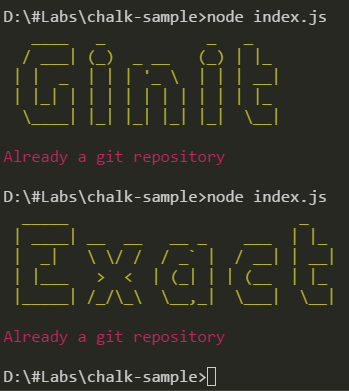 D:\#Labs\chalk-sample>node index.js
Ginit
Already a git repository
D:\#Labs\chalk-sample>node index.js
Exact
Already a git repository
D:\#Labs\chalk-sample>